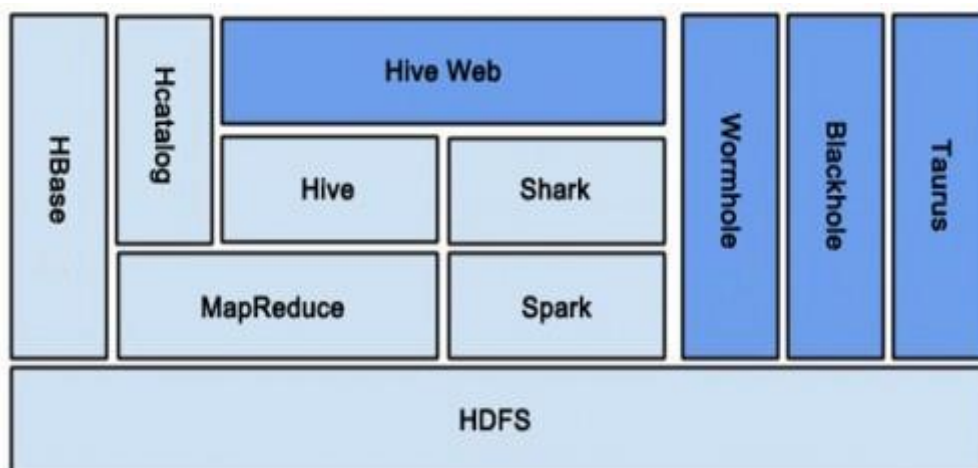 HBase
Hcatalog
Hive Web
Hive
Shark
MapReduce
Spark
Wormhole
Blackhole
Taurus
HDFS